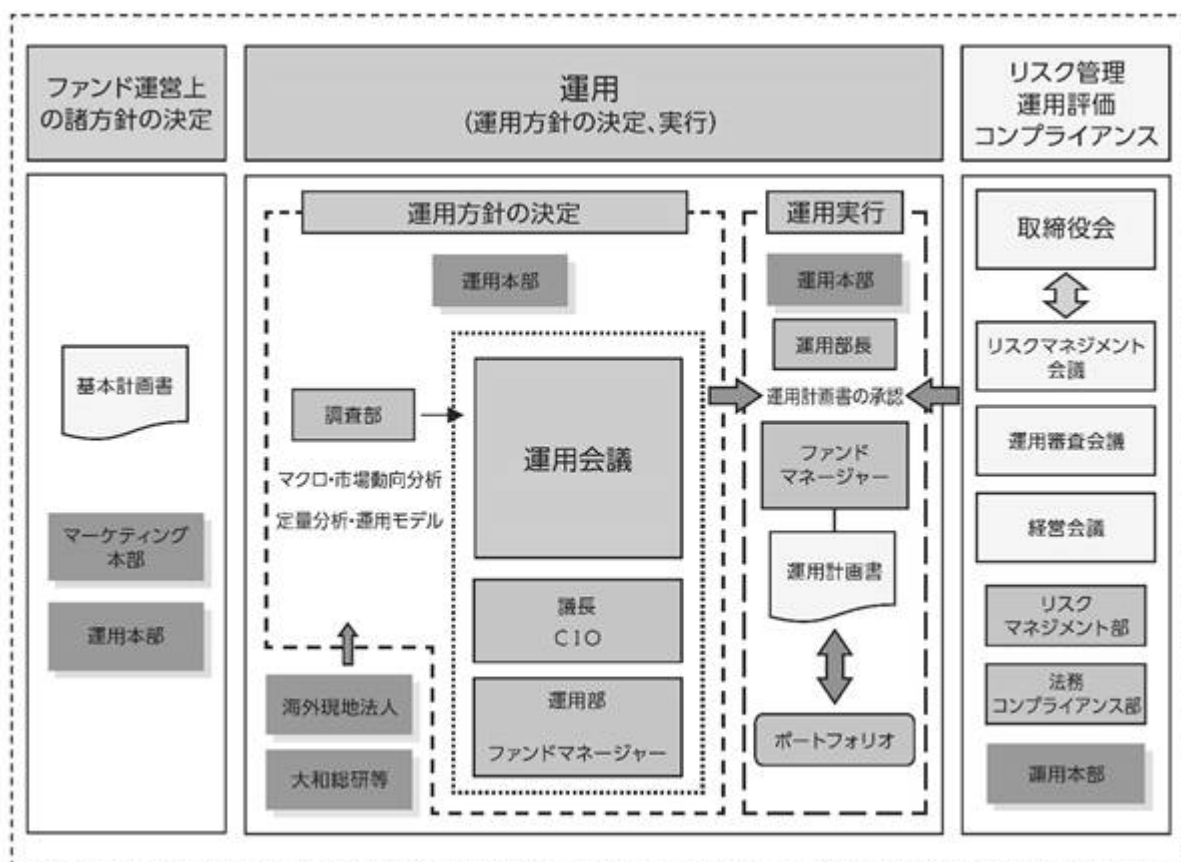 ファンド運営上
の諸方針の決定
運用
(運用方針の決定、実行)
リスク管理
運用評価
コンプライアンス
基本計画書
マーケティング
本部
運用本部
運用方針の決定
運用本部
調査部
マクロ・市場動向分析
定量分析・運用モデル
運用会議
議長
CIO
運用部
ファンドマネージャー
海外現地法人
大和総研等
運用実行
運用本部
運用部長
運用計画書の承認
ファンド
マネージャー
運用計画書
ポートフォリオ
取締役会
リスクマネジメント
会議
運用審査会議
経営会議
リスク
マネジメント部
法務
コンプライアンス部
運用本部